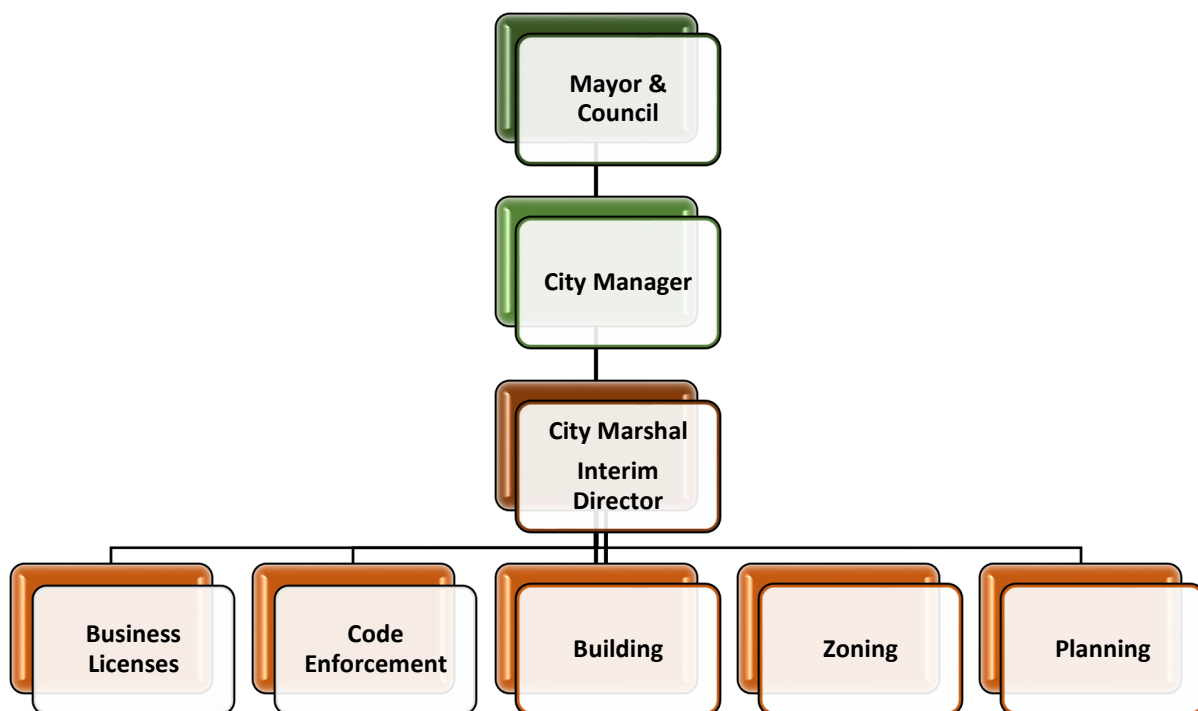 Mayor &
Council
City Manager
City Marshal
Interim
Director
Business
Licenses
Code
Enforcement
Building
Zoning
Planning